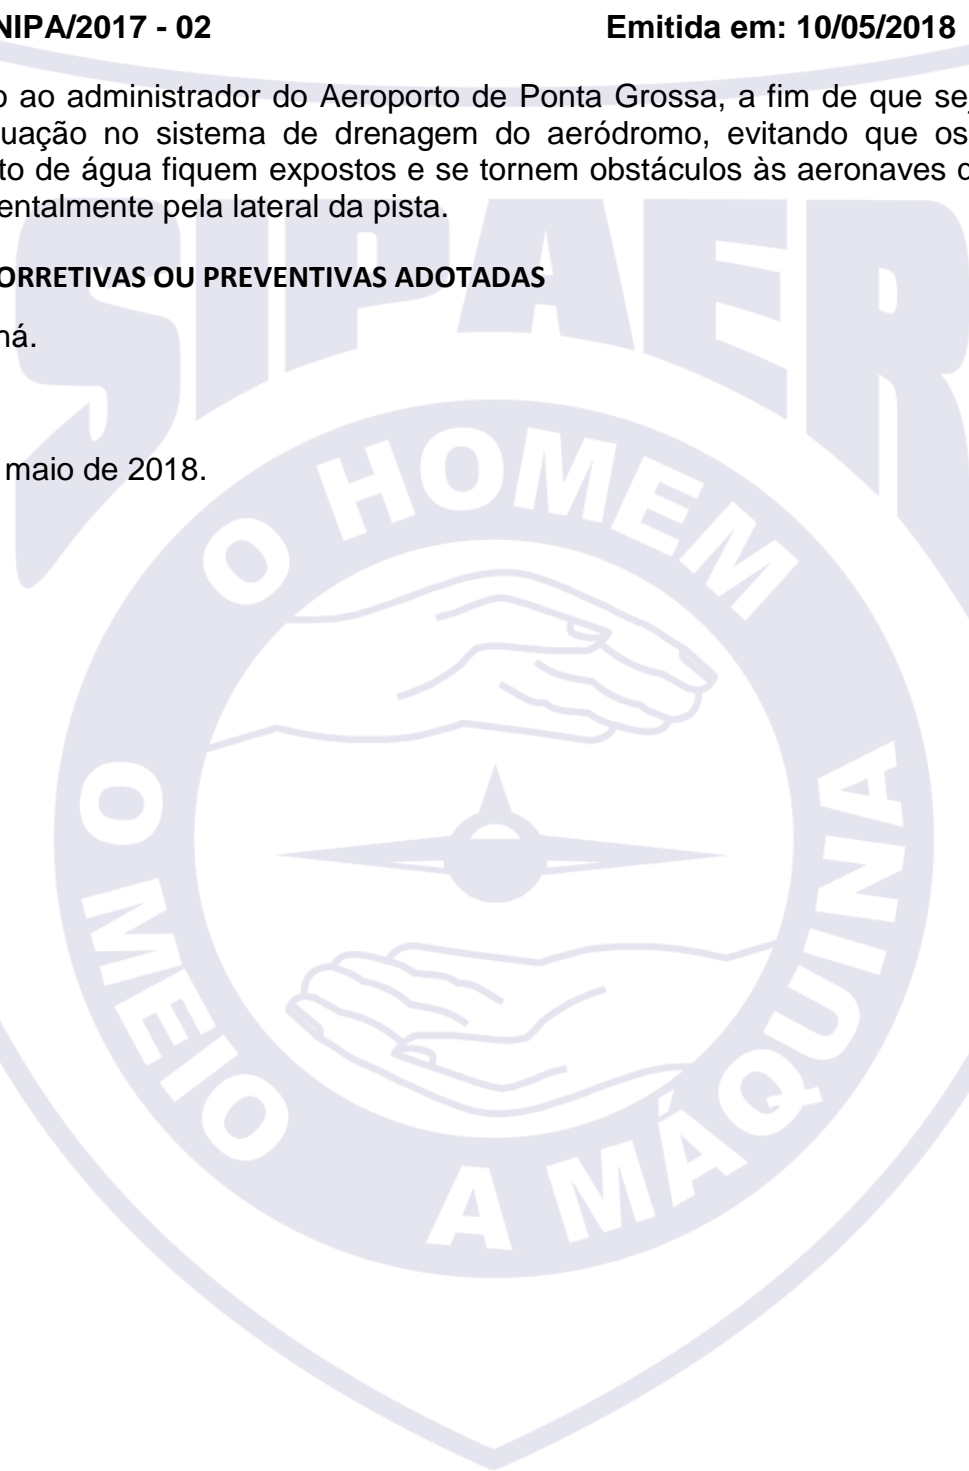 NIPA/2017 - 02 Emitida em: 10/05/2018
o ao administrador do Aeroporto de Ponta Grossa, a fim de que sej
uação no sistema de drenagem do aeródromo, evitando que os
to de água fiquem expostos e se tornem obstáculos às aeronaves
entalmente pela lateral da pista.
ORRETIVAS OU PREVENTIVAS ADOTADAS
há.
maio de 2018.
SIPAER
O HOMEM
O MEIO
A MÁQUINA